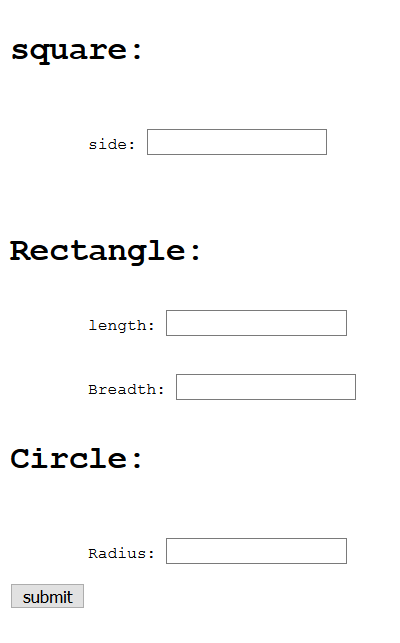 square:
side:
Rectangle:
length:
Breadth:
Circle:
Radius:
submit